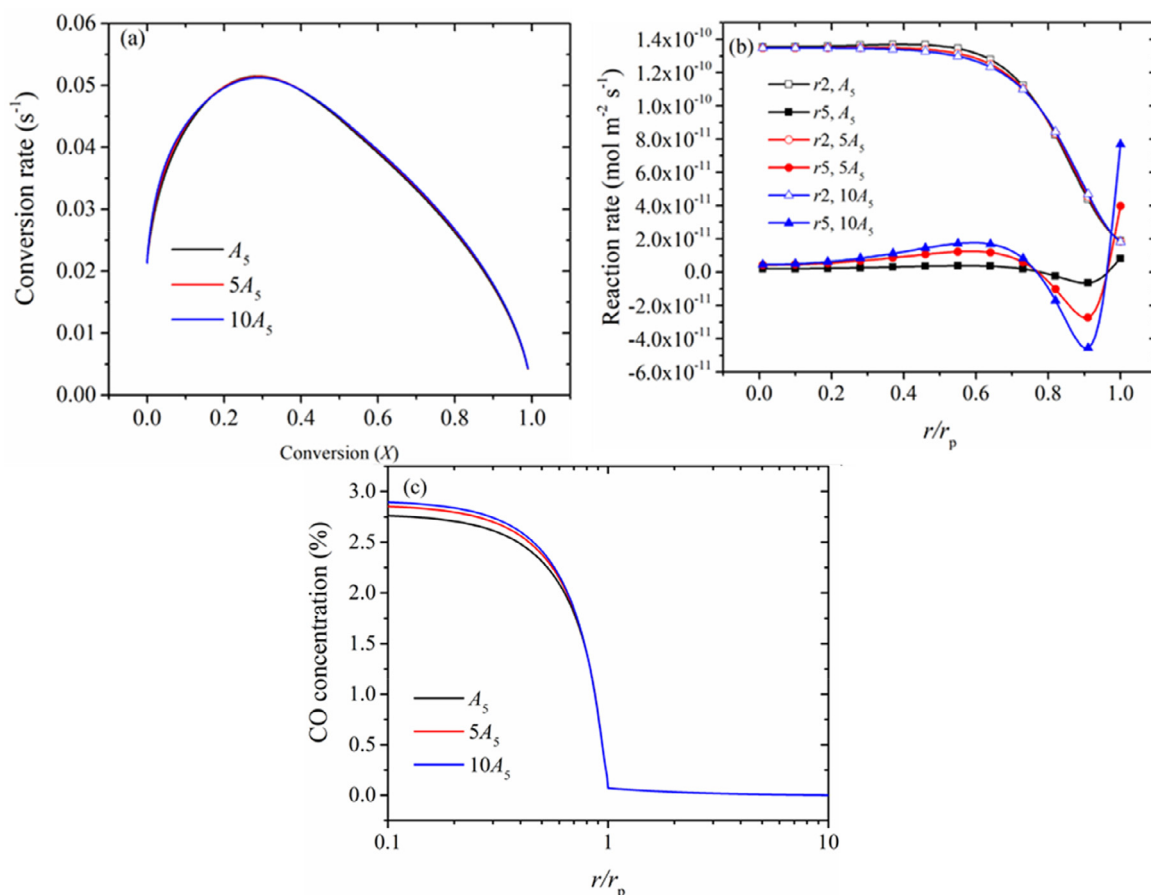 (a)
Conversion rate (s⁻¹)
0.06
0.05
0.04
0.03
0.02
0.01
0.00
A₅
5A₅
10A₅
0.0 0.2 0.4 0.6 0.8 1.0
Conversion (X)
(b)
Reaction rate (mol m⁻² s⁻¹)
1.4x10⁻¹⁰
1.2x10⁻¹⁰
1.0x10⁻¹⁰
8.0x10⁻¹¹
6.0x10⁻¹¹
4.0x10⁻¹¹
2.0x10⁻¹¹
0.0
-2.0x10⁻¹¹
-4.0x10⁻¹¹
-6.0x10⁻¹¹
r2, A₅
r5, A₅
r2, 5A₅
r5, 5A₅
r2, 10A₅
r5, 10A₅
0.0 0.2 0.4 0.6 0.8 1.0
r/rₚ
(c)
CO concentration (%)
3.0
2.5
2.0
1.5
1.0
0.5
0.0
A₅
5A₅
10A₅
0.1 1 10
r/rₚ